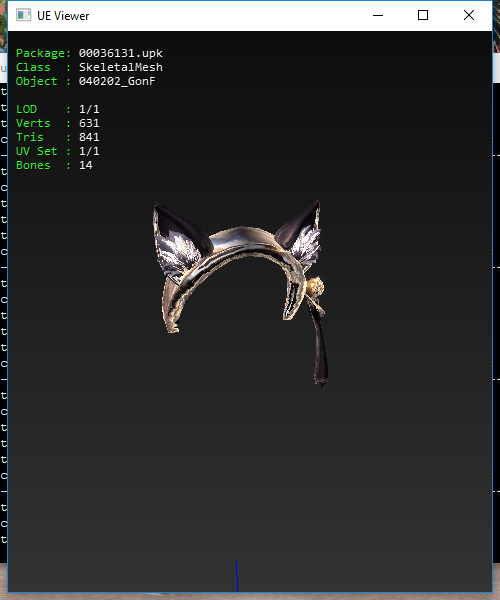 UE Viewer
Package: 00036131.upk
Class : SkeletalMesh
Object : 040202_GonF
LOD : 1/1
Verts : 631
Tris : 841
UV Set : 1/1
Bones : 14